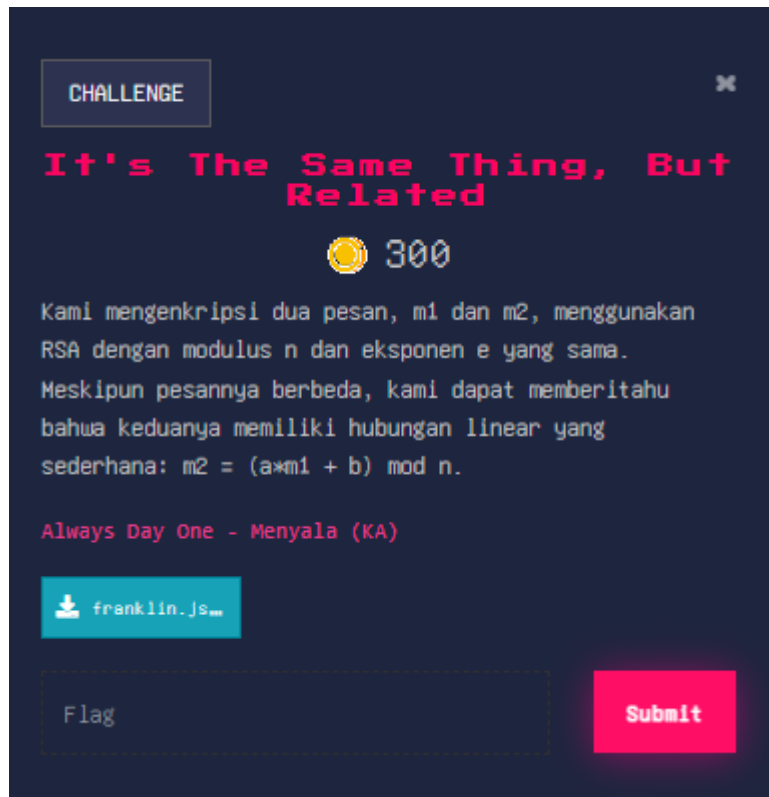 CHALLENGE
×
It's The Same Thing, But
Related
300
Kami mengenkripsi dua pesan, m1 dan m2, menggunakan
RSA dengan modulus n dan eksponen e yang sama.
Meskipun pesannya berbeda, kami dapat memberitahu
bahwa keduanya memiliki hubungan linear yang
sederhana: m2 = (a*m1 + b) mod n.
Always Day One - Menyala (KA)
franklin.js…
Flag
Submit